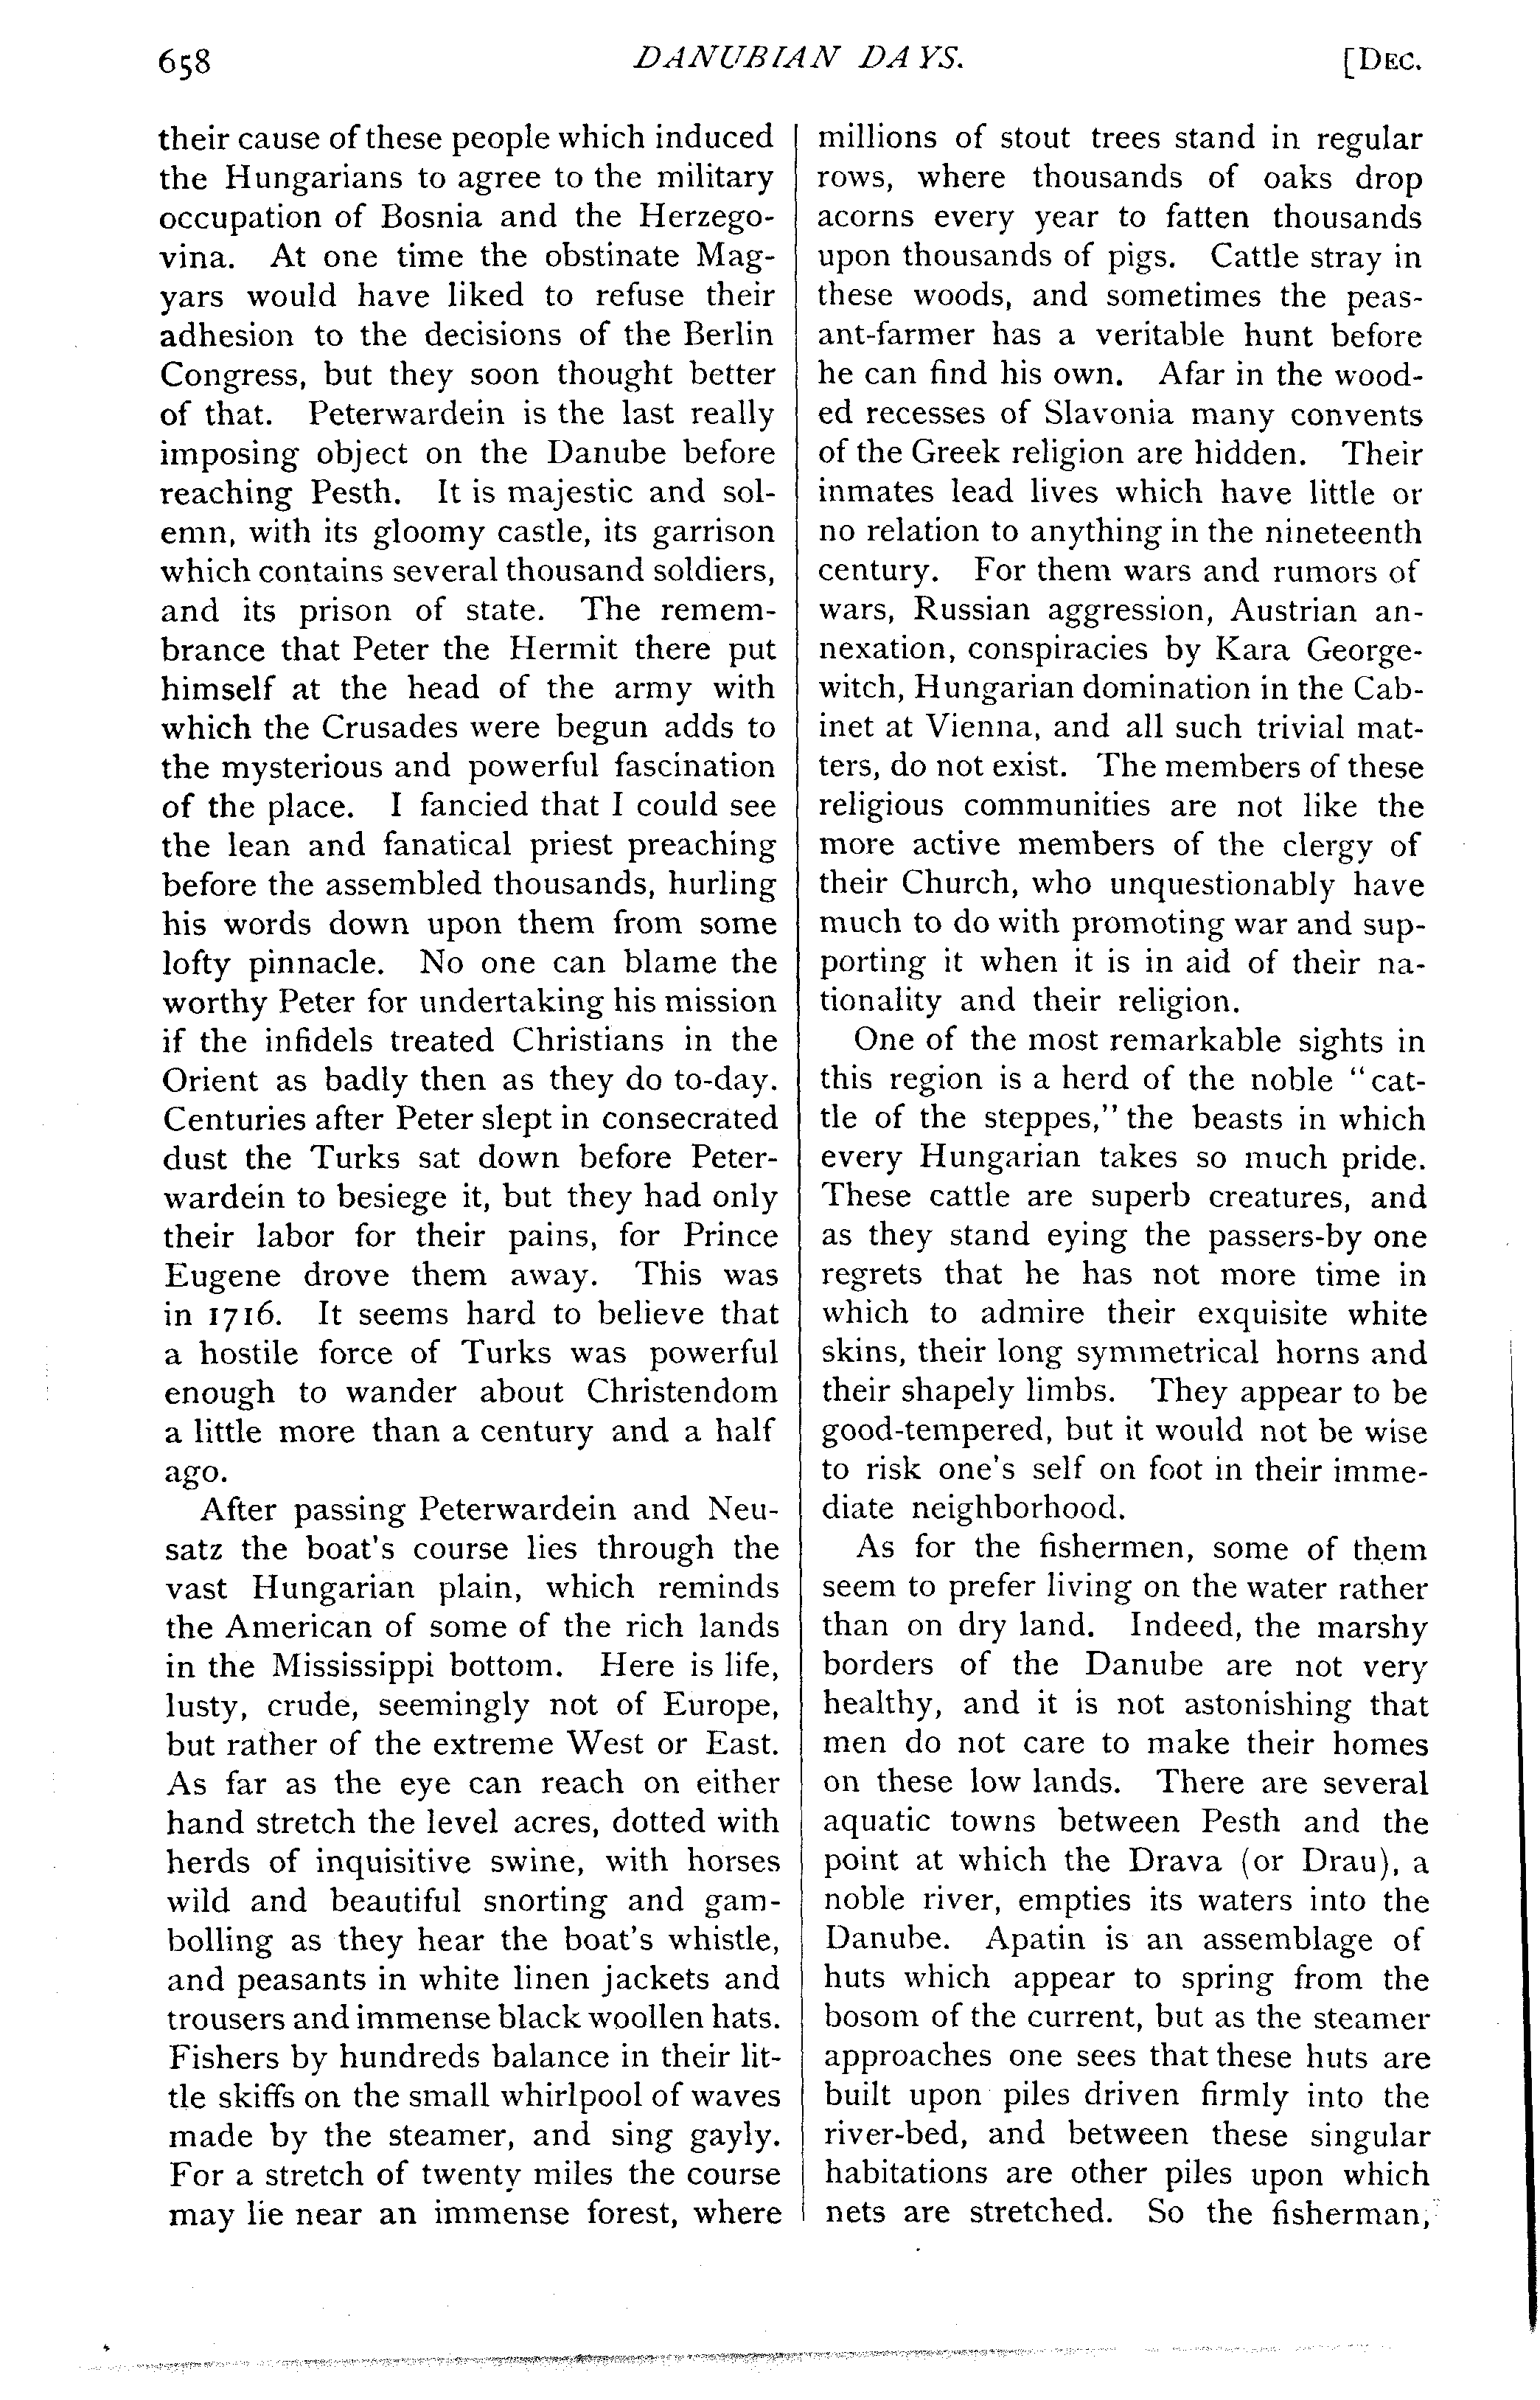 658
DANUBIAN DAYS.
[DEC.
their cause of these people which induced
the Hungarians to agree to the military
occupation of Bosnia and the Herzego-
vina. At one time the obstinate Mag-
yars would have liked to refuse their
adhesion to the decisions of the Berlin
Congress, but they soon thought better
of that. Peterwardein is the last really
imposing object on the Danube before
reaching Pesth. It is majestic and sol-
emn, with its gloomy castle, its garrison
which contains several thousand soldiers,
and its prison of state. The remem-
brance that Peter the Hermit there put
himself at the head of the army with
which the Crusades were begun adds to
the mysterious and powerful fascination
of the place. I fancied that I could see
the lean and fanatical priest preaching
before the assembled thousands, hurling
his words down upon them from some
lofty pinnacle. No one can blame the
worthy Peter for undertaking his mission
if the infidels treated Christians in the
Orient as badly then as they do to-day.
Centuries after Peter slept in consecrated
dust the Turks sat down before Peter-
wardein to besiege it, but they had only
their labor for their pains, for Prince
Eugene drove them away. This was
in 1716. It seems hard to believe that
a hostile force of Turks was powerful
enough to wander about Christendom
a little more than a century and a half
ago.
After passing Peterwardein and Neu-
satz the boat's course lies through the
vast Hungarian plain, which reminds
the American of some of the rich lands
in the Mississippi bottom. Here is life,
lusty, crude, seemingly not of Europe,
but rather of the extreme West or East.
As far as the eye can reach on either
hand stretch the level acres, dotted with
herds of inquisitive swine, with horses
wild and beautiful snorting and gam-
bolling as they hear the boat's whistle,
and peasants in white linen jackets and
trousers and immense black woollen hats.
Fishers by hundreds balance in their lit-
tle skiffs on the small whirlpool of waves
made by the steamer, and sing gayly.
For a stretch of twenty miles the course
may lie near an immense forest, where
millions of stout trees stand in regular
rows, where thousands of oaks drop
acorns every year to fatten thousands
upon thousands of pigs. Cattle stray in
these woods, and sometimes the peas-
ant-farmer has a veritable hunt before
he can find his own. Afar in the wood-
ed recesses of Slavonia many convents
of the Greek religion are hidden. Their
inmates lead lives which have little or
no relation to anything in the nineteenth
century. For them wars and rumors of
wars, Russian aggression, Austrian an-
nexation, conspiracies by Kara George-
witch, Hungarian domination in the Cab-
inet at Vienna, and all such trivial mat-
ters, do not exist. The members of these
religious communities are not like the
more active members of the clergy of
their Church, who unquestionably have
much to do with promoting war and sup-
porting it when it is in aid of their na-
tionality and their religion.
One of the most remarkable sights in
this region is a herd of the noble "cat-
tle of the steppes," the beasts in which
every Hungarian takes so much pride.
These cattle are superb creatures, and
as they stand eying the passers-by one
regrets that he has not more time in
which to admire their exquisite white
skins, their long symmetrical horns and
their shapely limbs. They appear to be
good-tempered, but it would not be wise
to risk one's self on foot in their imme-
diate neighborhood.
As for the fishermen, some of them
seem to prefer living on the water rather
than on dry land. Indeed, the marshy
borders of the Danube are not very
healthy, and it is not astonishing that
men do not care to make their homes
on these low lands. There are several
aquatic towns between Pesth and the
point at which the Drava (or Drau), a
noble river, empties its waters into the
Danube. Apatin is an assemblage of
huts which appear to spring from the
bosom of the current, but as the steamer
approaches one sees that these huts are
built upon piles driven firmly into the
river-bed, and between these singular
habitations are other piles upon which
nets are stretched. So the fisherman,